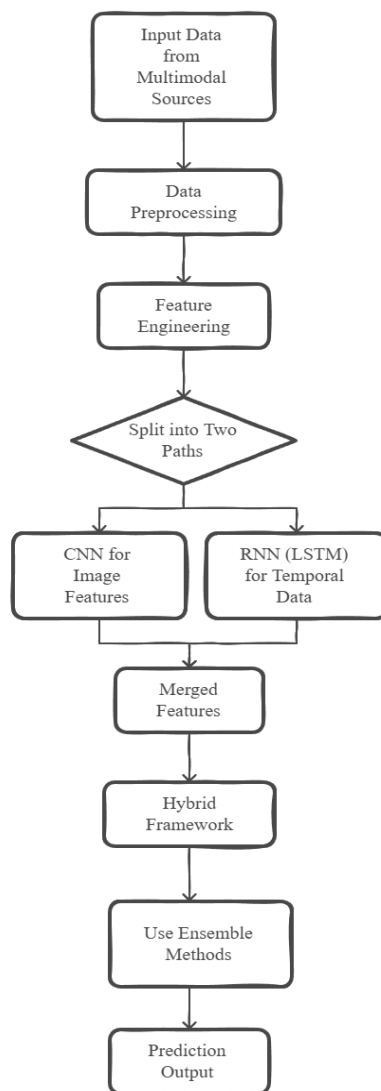 Input Data
from
Multimodal
Sources
Data
Preprocessing
Feature
Engineering
Split into Two
Paths
CNN for
Image
Features
RNN (LSTM)
for Temporal
Data
Merged
Features
Hybrid
Framework
Use Ensemble
Methods
Prediction
Output